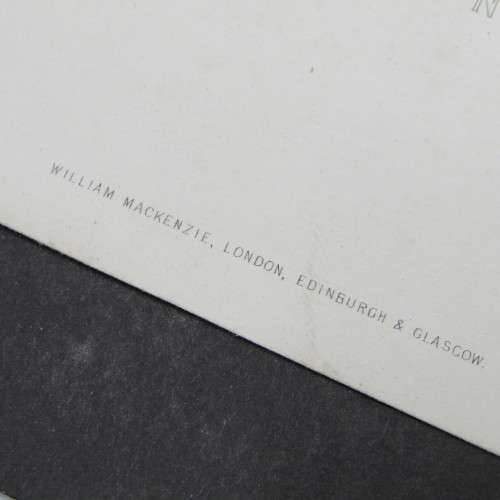 N
WILLIAM MACKENZIE, LONDON, EDINBURGH & GLASGOW.